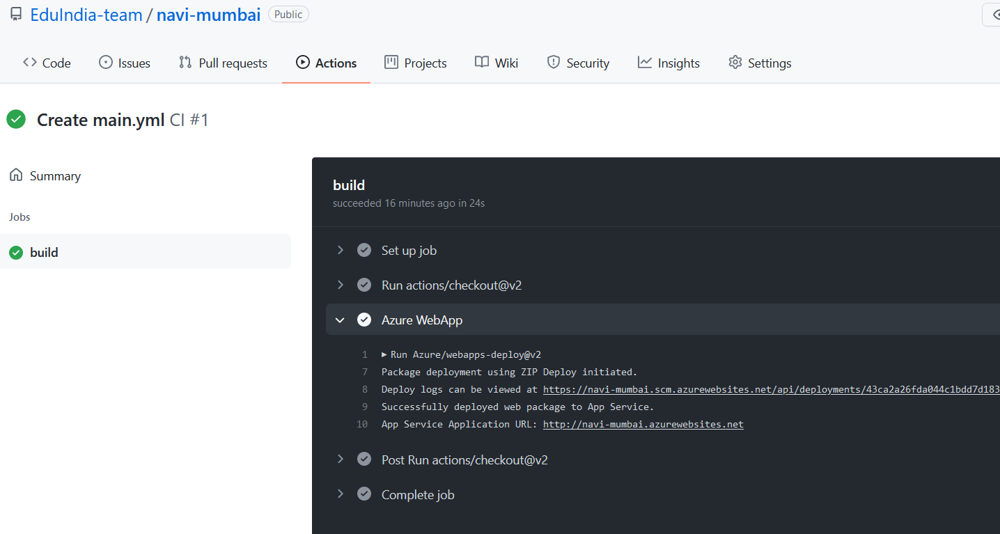 EduIndia-team / navi-mumbai Public
Code Issues Pull requests Actions Projects Wiki Security Insights Settings
Create main.yml CI #1
Summary
Jobs
build
build
succeeded 16 minutes ago in 24s
Set up job
Run actions/checkout@v2
Azure WebApp
1 Run Azure/webapps-deploy@v2
7 Package deployment using ZIP Deploy initiated.
8 Deploy logs can be viewed at https://navi-mumbai.scm.azurewebsites.net/api/deployments/43ca2a26fda044c1bdd7d183
9 Successfully deployed web package to App Service.
10 App Service Application URL: http://navi-mumbai.azurewebsites.net
Post Run actions/checkout@v2
Complete job